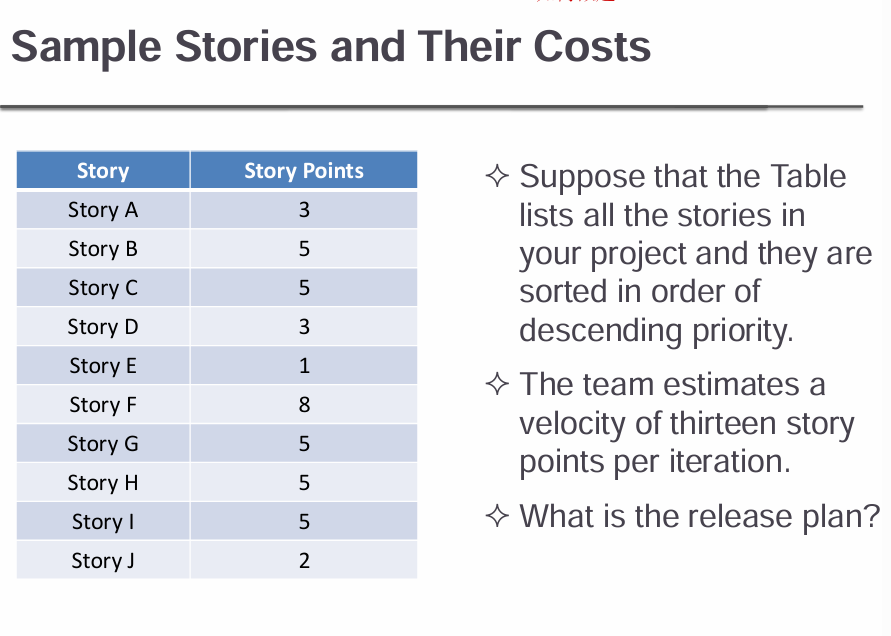 Sample Stories and Their Costs
Story Story Points
Story A 3
Story B 5
Story C 5
Story D 3
Story E 1
Story F 8
Story G 5
Story H 5
Story I 5
Story J 2
Suppose that the Table
lists all the stories in
your project and they are
sorted in order of
descending priority.
The team estimates a
velocity of thirteen story
points per iteration.
What is the release plan?